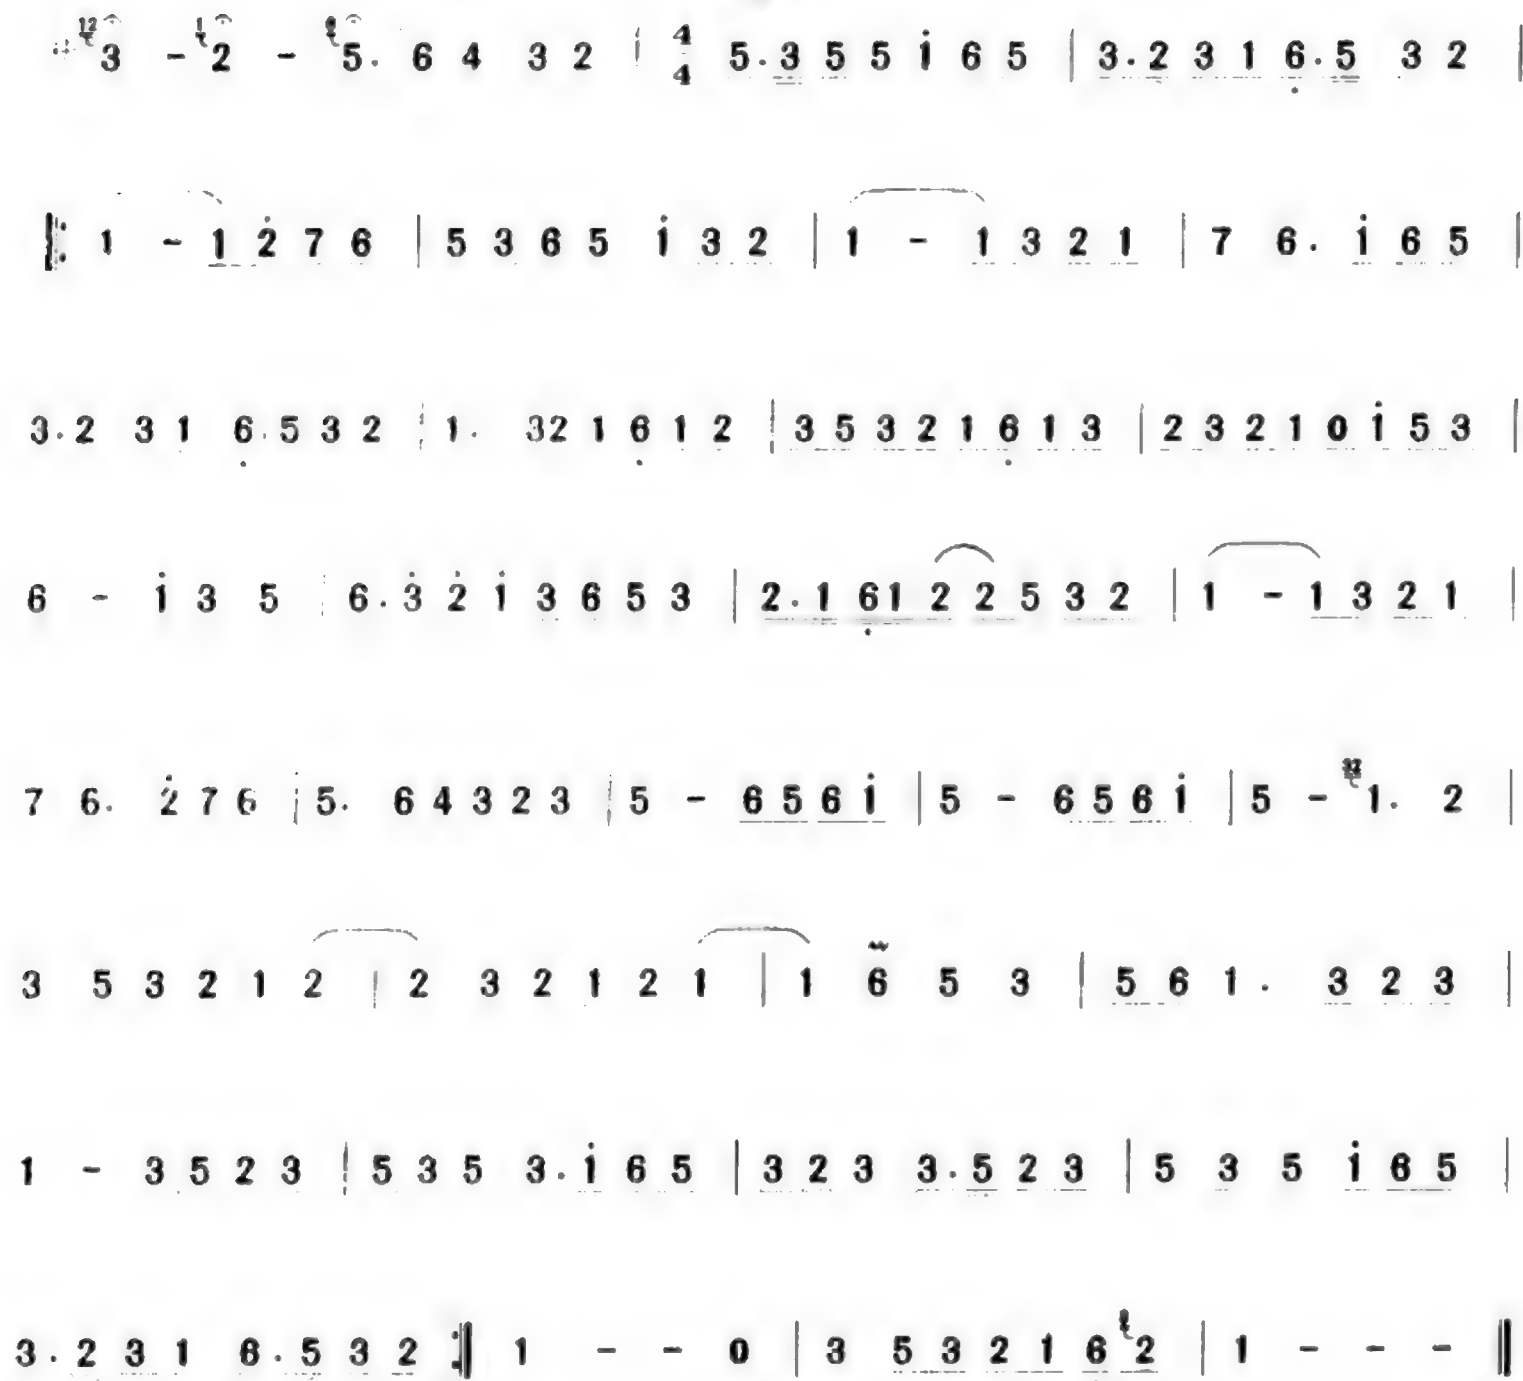 サ 3 - 2 - 5. 6 4 3 2 | 4/4 5.3 5 5 i̇ 6 5 | 3.2 3 1 6̣.5 3 2 |
‖: 1 - 1 2̇ 7 6 | 5 3 6 5 i̇ 3 2 | 1 - 1 3 2 1 | 7 6. i̇ 6 5 |
3.2 3 1 6̣.5 3 2 | 1. 3 2 1 6̣ 1 2 | 3 5 3 2 1 6̣ 1 3 | 2 3 2 1 0 i̇ 5 3 |
6 - i̇ 3 5 | 6.3̇ 2̇ i̇ 3 6 5 3 | 2.1 6̣1 2 2 5 3 2 | 1 - 1 3 2 1 |
7 6. 2̇ 7 6 | 5. 6 4 3 2 3 | 5 - 6 5 6 i̇ | 5 - 6 5 6 i̇ | 5 - 1. 2 |
3 5 3 2 1 2 | 2 3 2 1 2 1 | 1 6 5 3 | 5 6 1. 3 2 3 |
1 - 3 5 2 3 | 5 3 5 3.i̇ 6 5 | 3 2 3 3.5 2 3 | 5 3 5 i̇ 6 5 |
3.2 3 1 6.5 3 2 :‖ 1 - - 0 | 3 5 3 2 1 6 2 | 1 - - - ‖